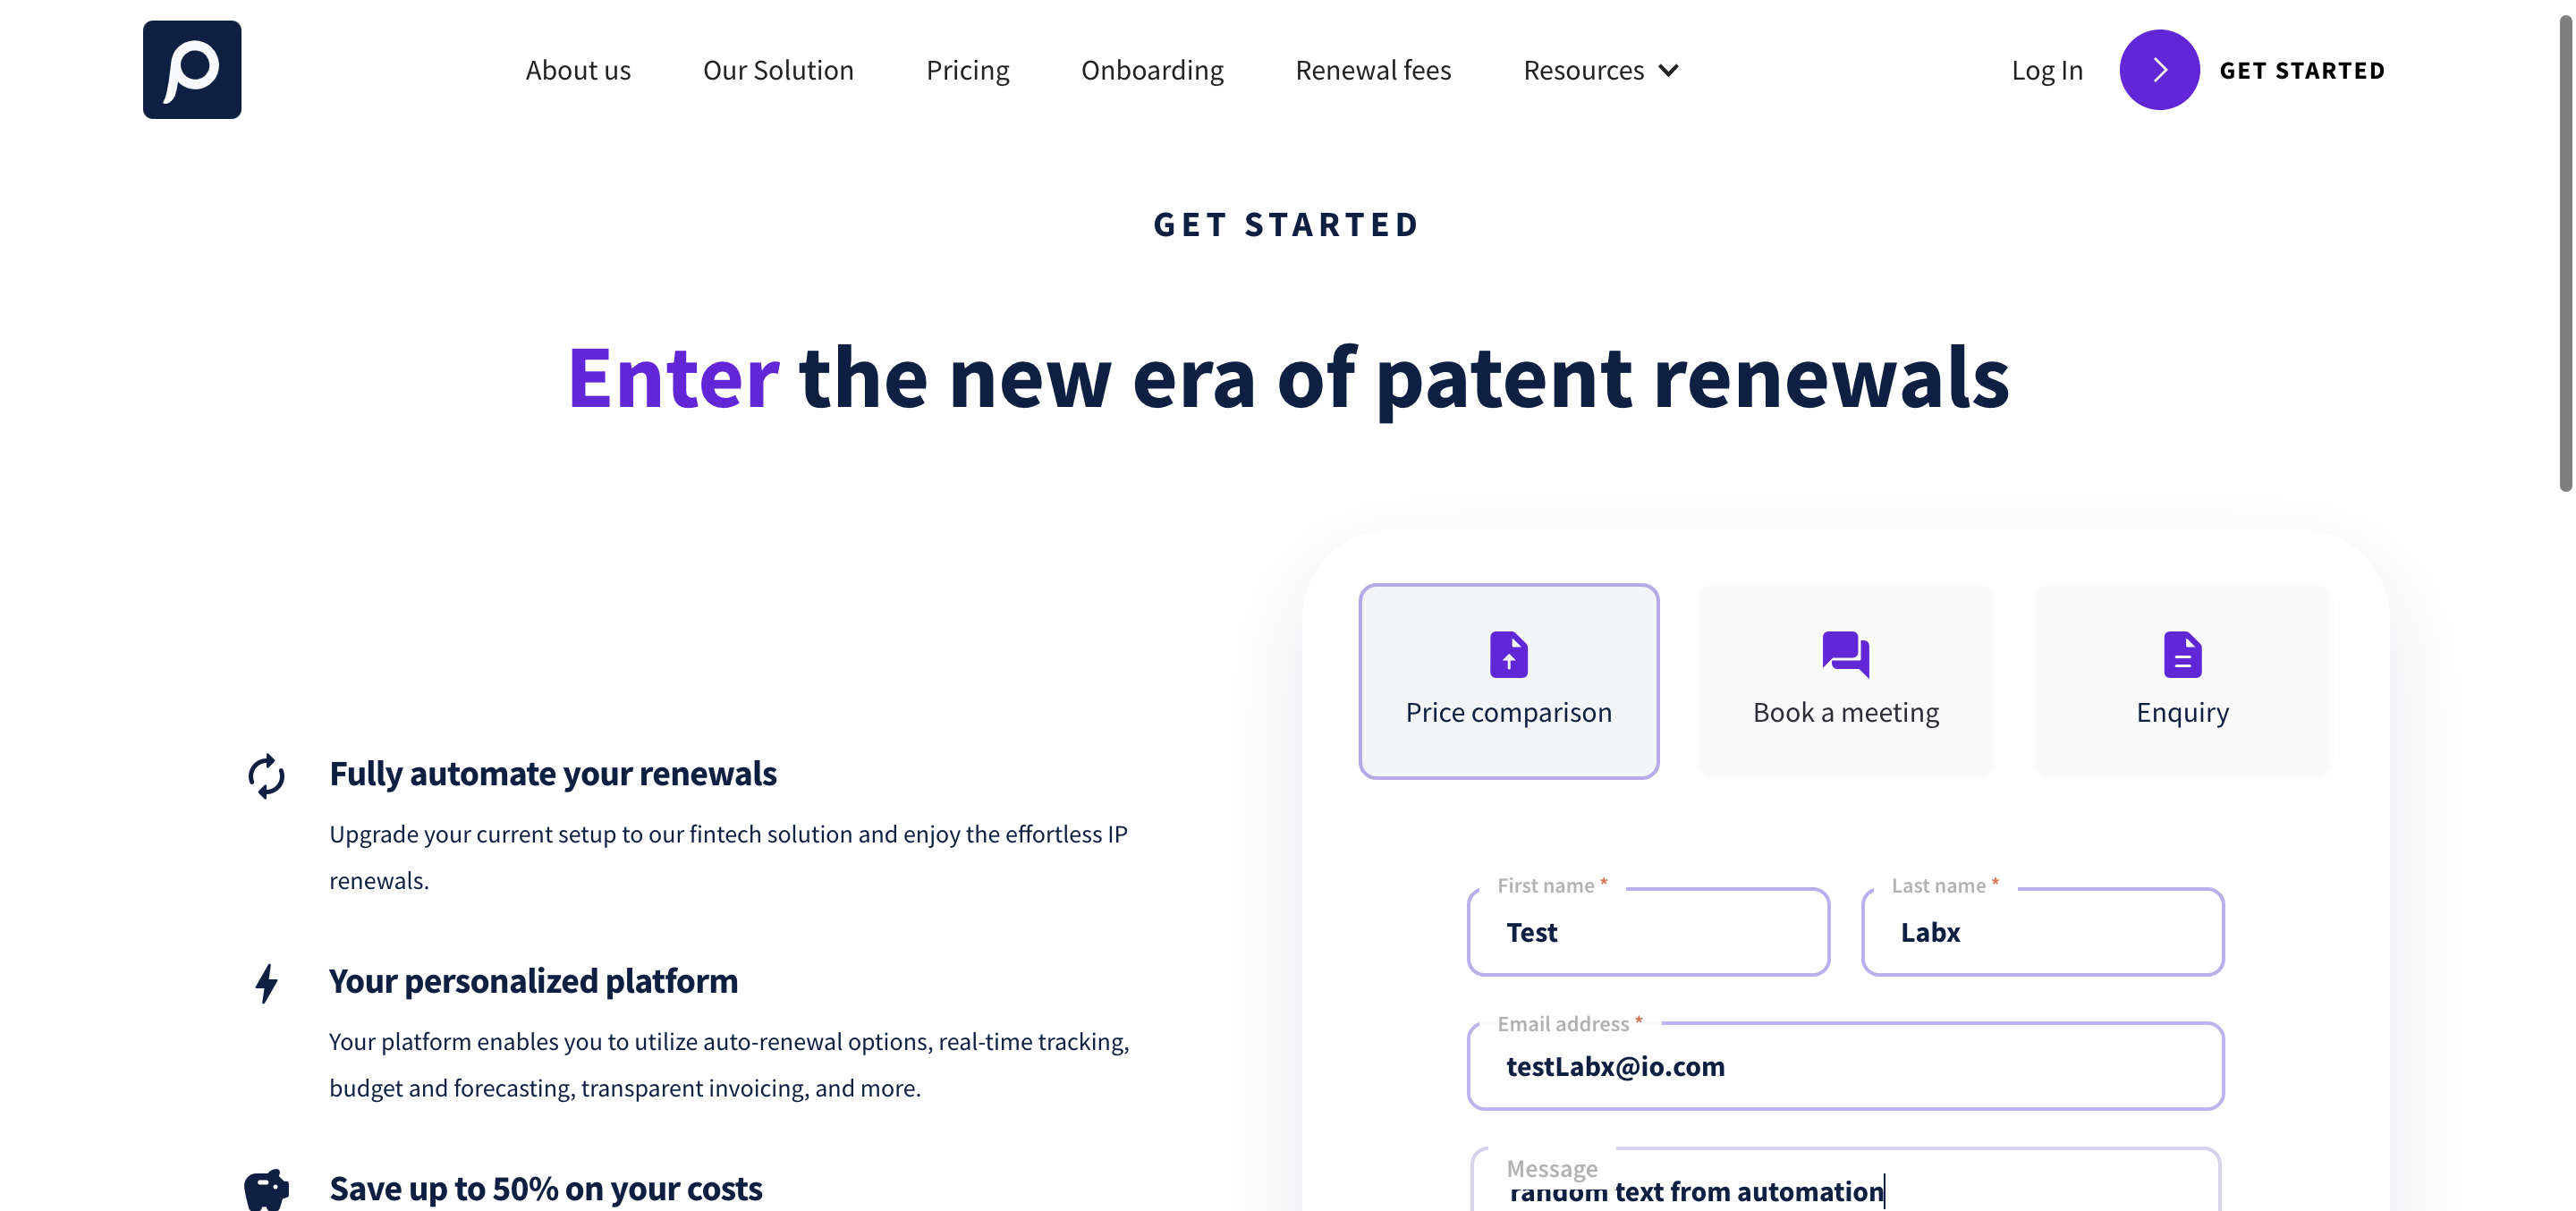 About us
Our Solution
Pricing
Onboarding
Renewal fees
Resources
Log In
GET STARTED
GET STARTED
Enter the new era of patent renewals
Fully automate your renewals
Upgrade your current setup to our fintech solution and enjoy the effortless IP
renewals.
Your personalized platform
Your platform enables you to utilize auto-renewal options, real-time tracking,
budget and forecasting, transparent invoicing, and more.
Save up to 50% on your costs
Price comparison
Book a meeting
Enquiry
First name *
Test
Last name *
Labx
Email address *
testLabx@io.com
Message
random text from automation